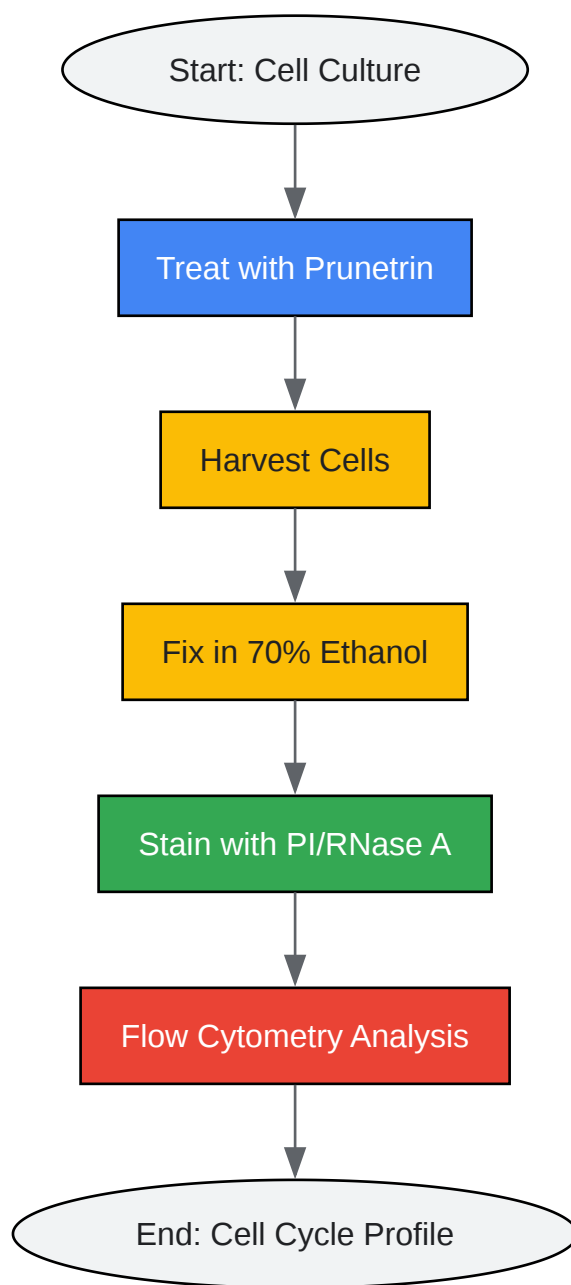 Start: Cell Culture
Treat with Prunetrin
Harvest Cells
Fix in 70% Ethanol
Stain with PI/RNase A
Flow Cytometry Analysis
End: Cell Cycle Profile